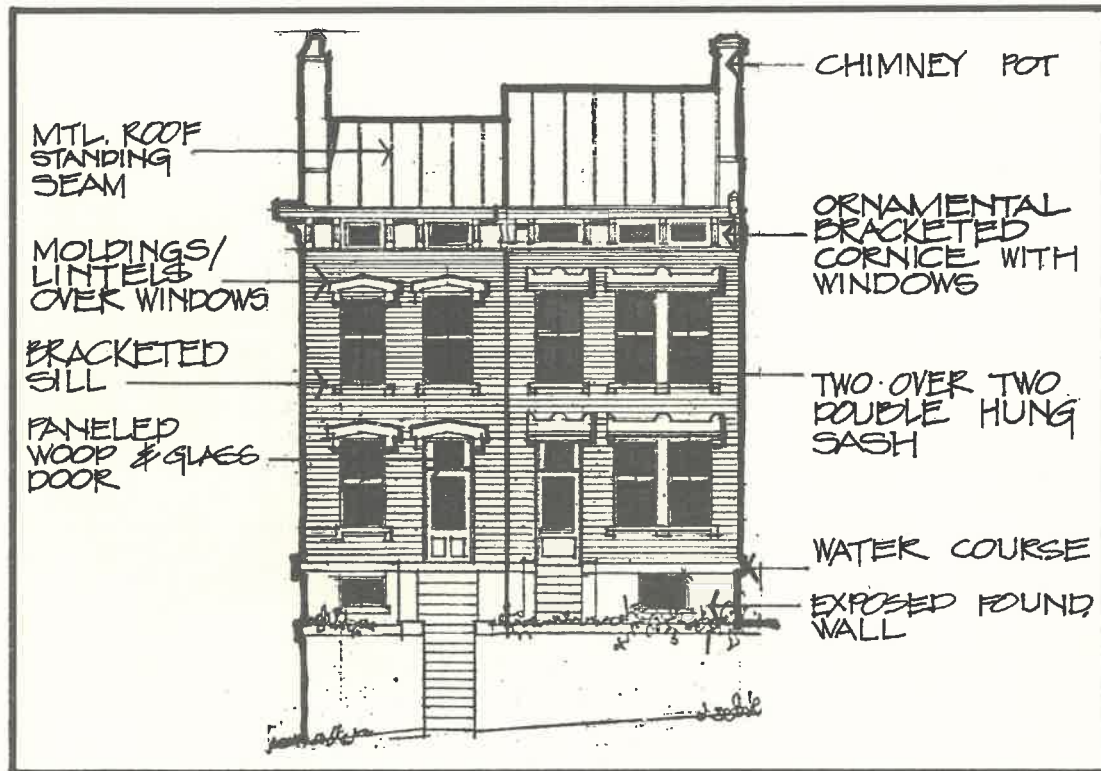 MTL. ROOF
STANDING
SEAM
MOLDINGS/
LINTELS
OVER WINDOWS
BRACKETED
SILL
PANELED
WOOD & GLASS
DOOR
CHIMNEY POT
ORNAMENTAL
BRACKETED
CORNICE WITH
WINDOWS
TWO OVER TWO
DOUBLE HUNG
SASH
WATER COURSE
EXPOSED FOUND.
WALL